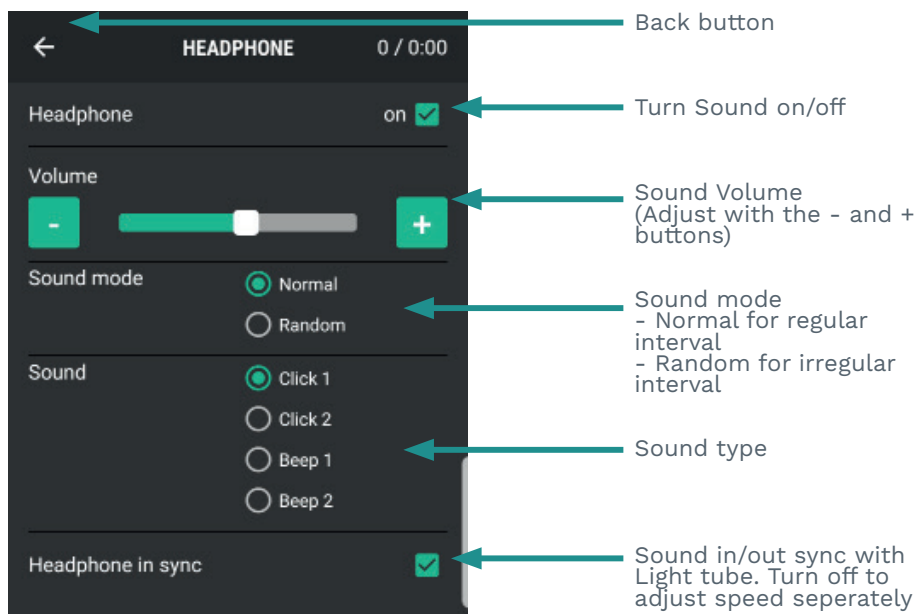 Back button
HEADPHONE 0 / 0:00
Headphone on
Turn Sound on/off
Volume
- +
Sound Volume
(Adjust with the - and +
buttons)
Sound mode
Normal
Random
Sound mode
- Normal for regular
interval
- Random for irregular
interval
Sound
Click 1
Click 2
Beep 1
Beep 2
Sound type
Headphone in sync
Sound in/out sync with
Light tube. Turn off to
adjust speed seperately